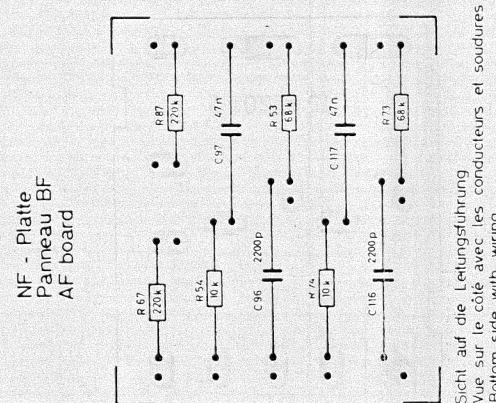 NF - Platte
Panneau BF
AF board
R 87
220k
47n
C 97
R 53
68k
47n
C 117
R 73
68k
R 67
220k
R 54
10k
2200p
C 96
R 74
10k
2200p
C 116
Sicht auf die Leitungsführung
Vue sur le côté avec les conducteurs et soudures
Bottom side with wiring